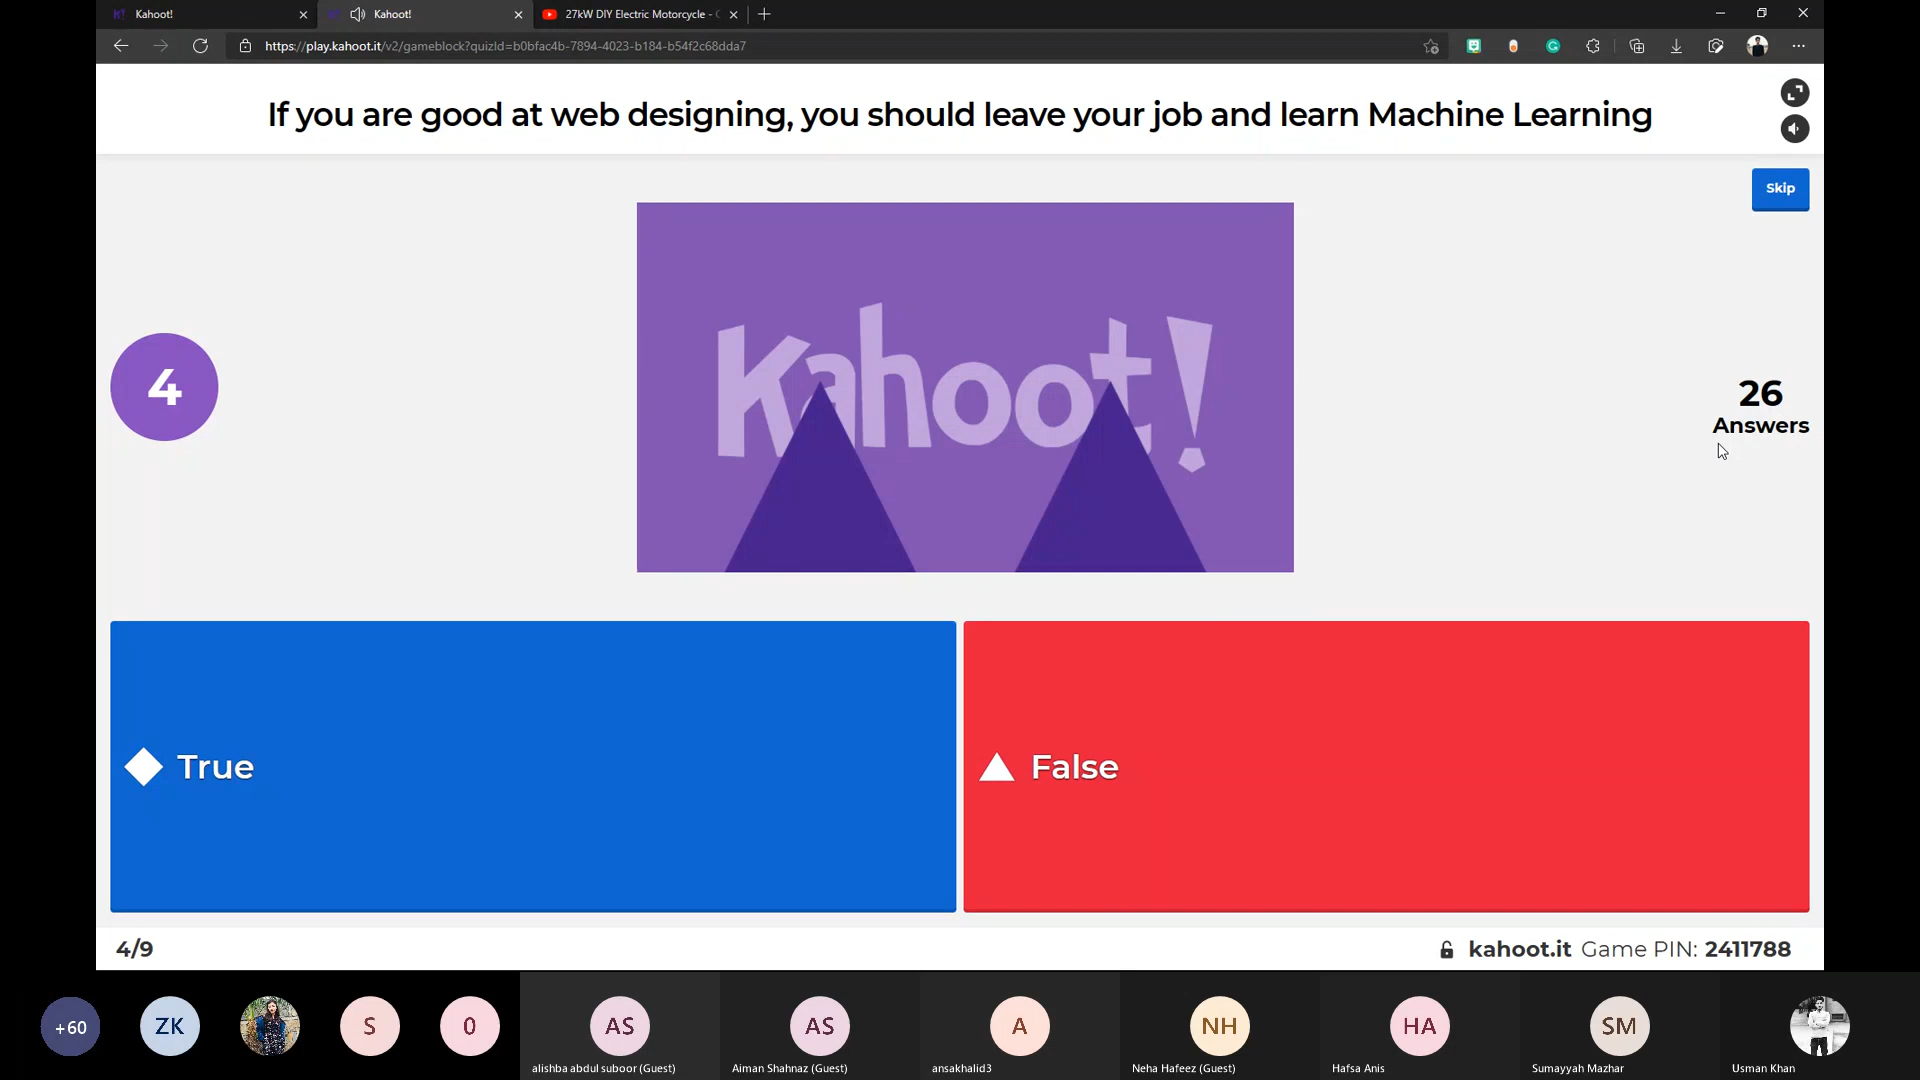 Kahoot!
Kahoot!
27kW DIY Electric Motorcycle -
https://play.kahoot.it/v2/gameblock?quizId=b0bfac4b-7894-4023-b184-b54f2c68dda7
If you are good at web designing, you should leave your job and learn Machine Learning
Skip
Kahoot!
4
26
Answers
True
False
4/9
kahoot.it Game PIN: 2411788
+60
ZK
S
0
AS
AS
A
NH
HA
SM
alishba abdul suboor (Guest)
Aiman Shahnaz (Guest)
ansakhalid3
Neha Hafeez (Guest)
Hafsa Anis
Sumayyah Mazhar
Usman Khan